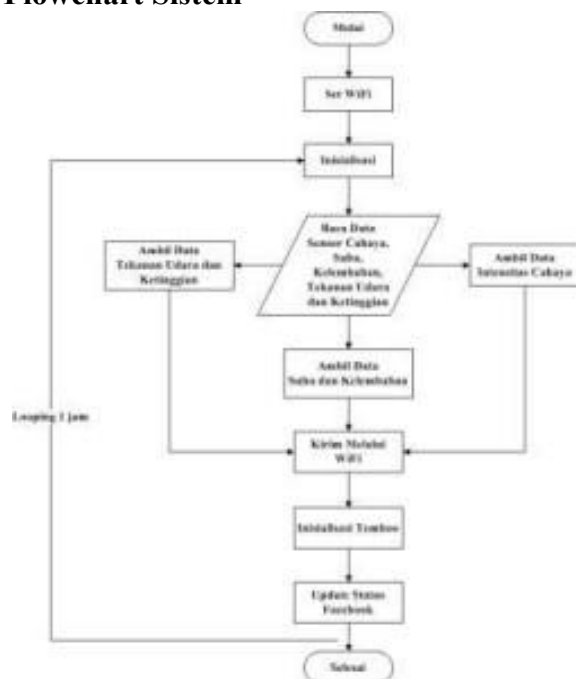 Flowchart Sistem
Mulai
Set WiFi
Inisialisasi
Baca Data
Sensor Cahaya,
Suhu,
Kelembaban,
Tekanan Udara
dan Ketinggian
Ambil Data
Tekanan Udara dan
Ketinggian
Ambil Data
Intensitas Cahaya
Ambil Data
Suhu dan Kelembaban
Looping 1 jam
Kirim Melalui
WiFi
Inisialisasi Temboo
Update Status
Facebook
Selesai